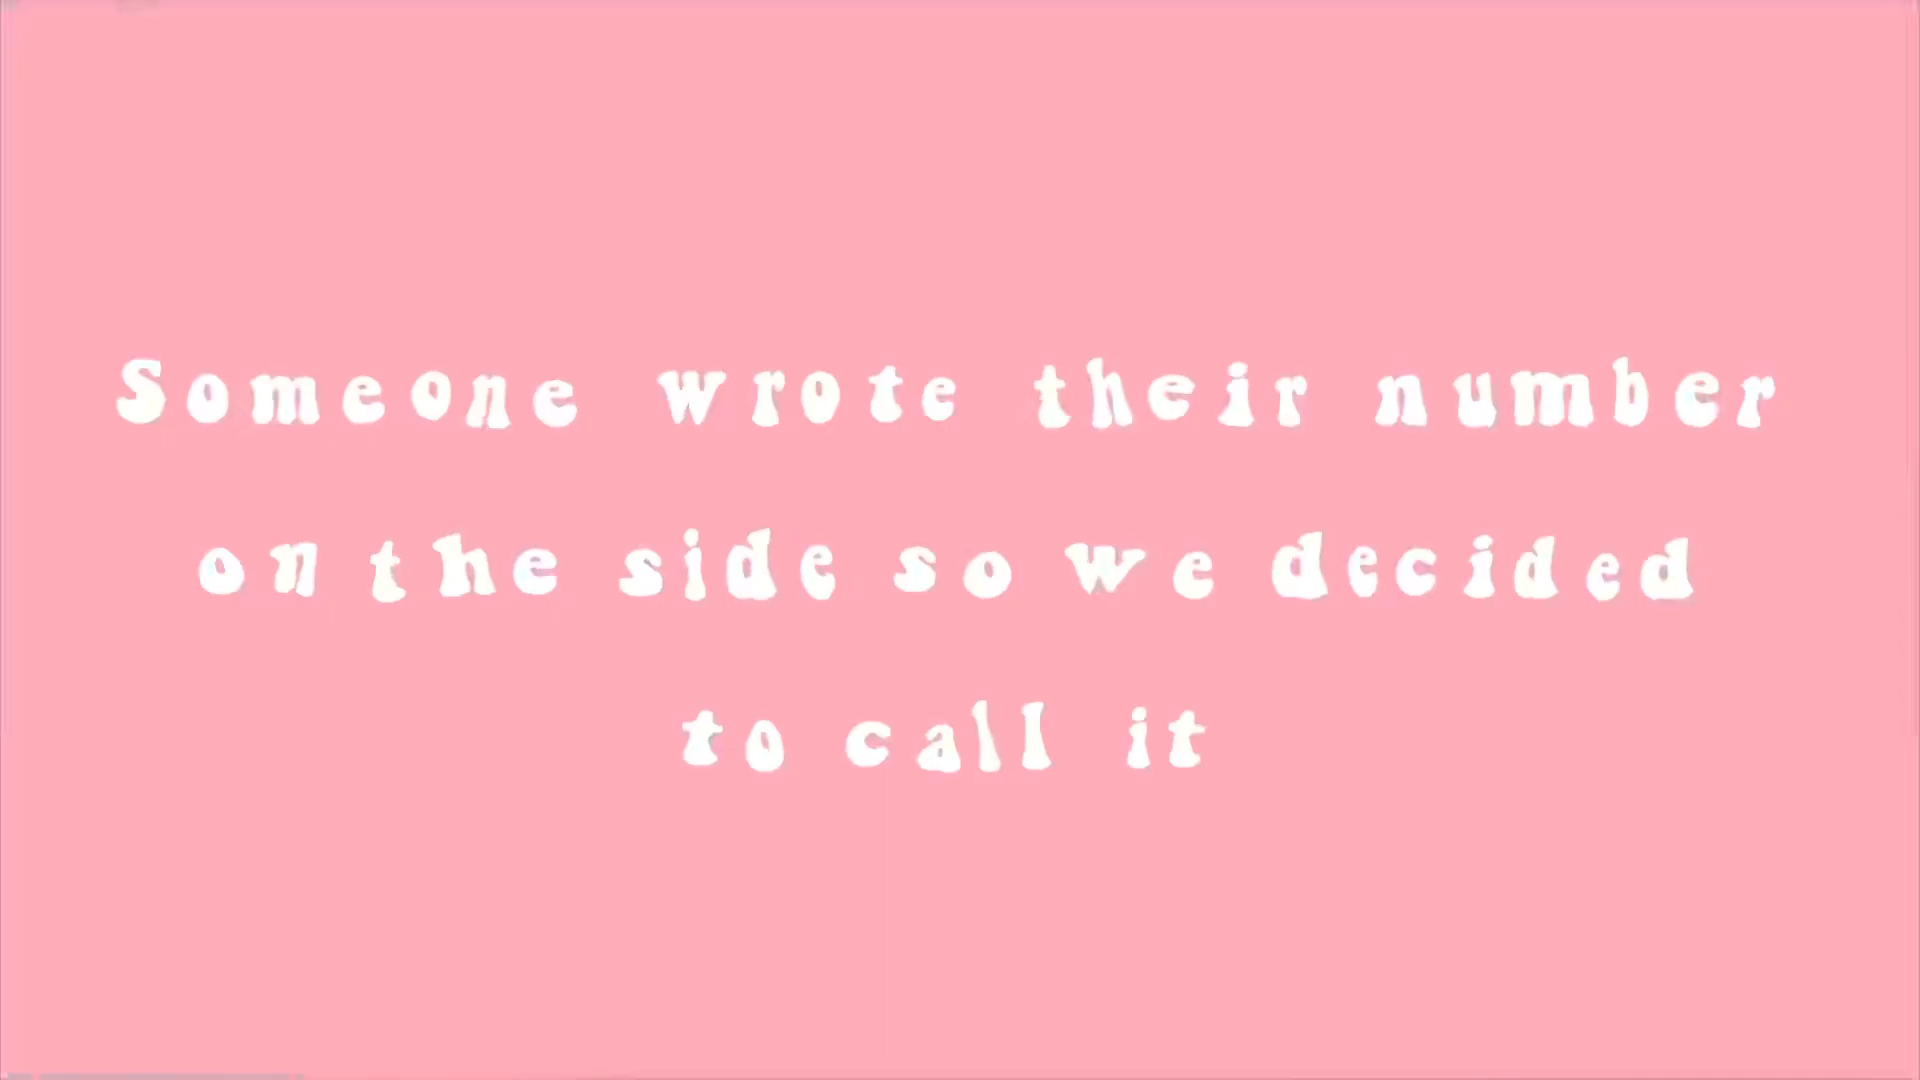 Someone wrote their number
on the side so we decided
to call it